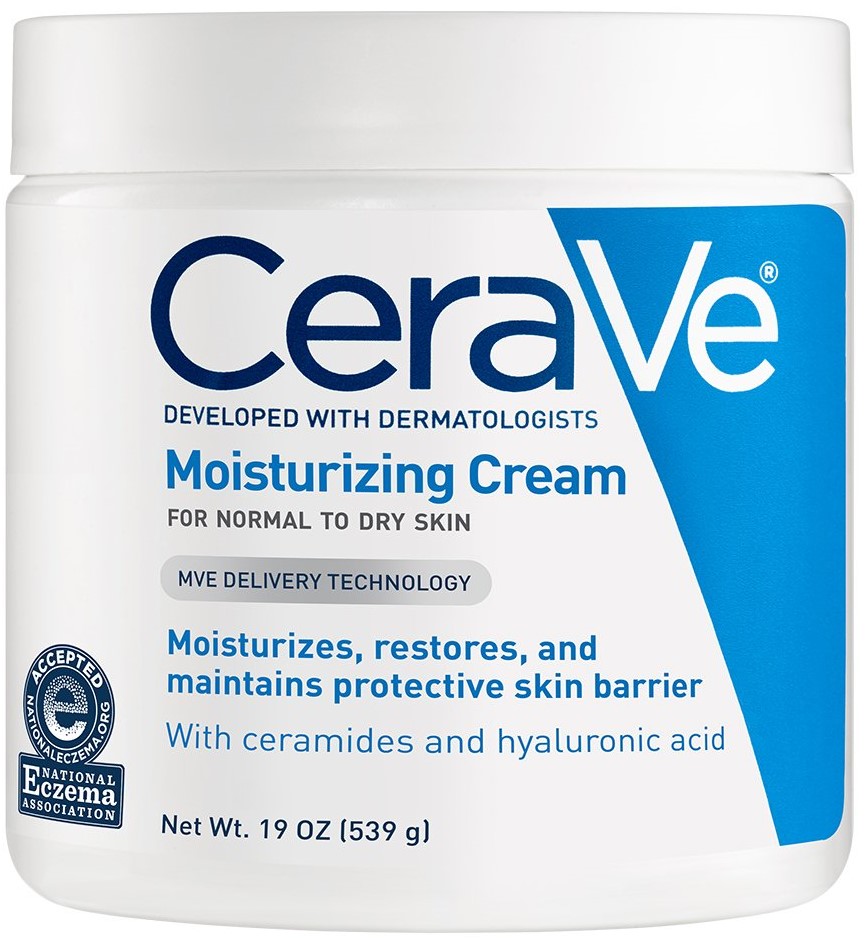 CeraVe®
DEVELOPED WITH DERMATOLOGISTS
Moisturizing Cream
FOR NORMAL TO DRY SKIN
MVE DELIVERY TECHNOLOGY
Moisturizes, restores, and
maintains protective skin barrier
With ceramides and hyaluronic acid
ACCEPTED
e
NATIONALECZEMA.ORG
NATIONAL
Eczema
ASSOCIATION
Net Wt. 19 OZ (539 g)